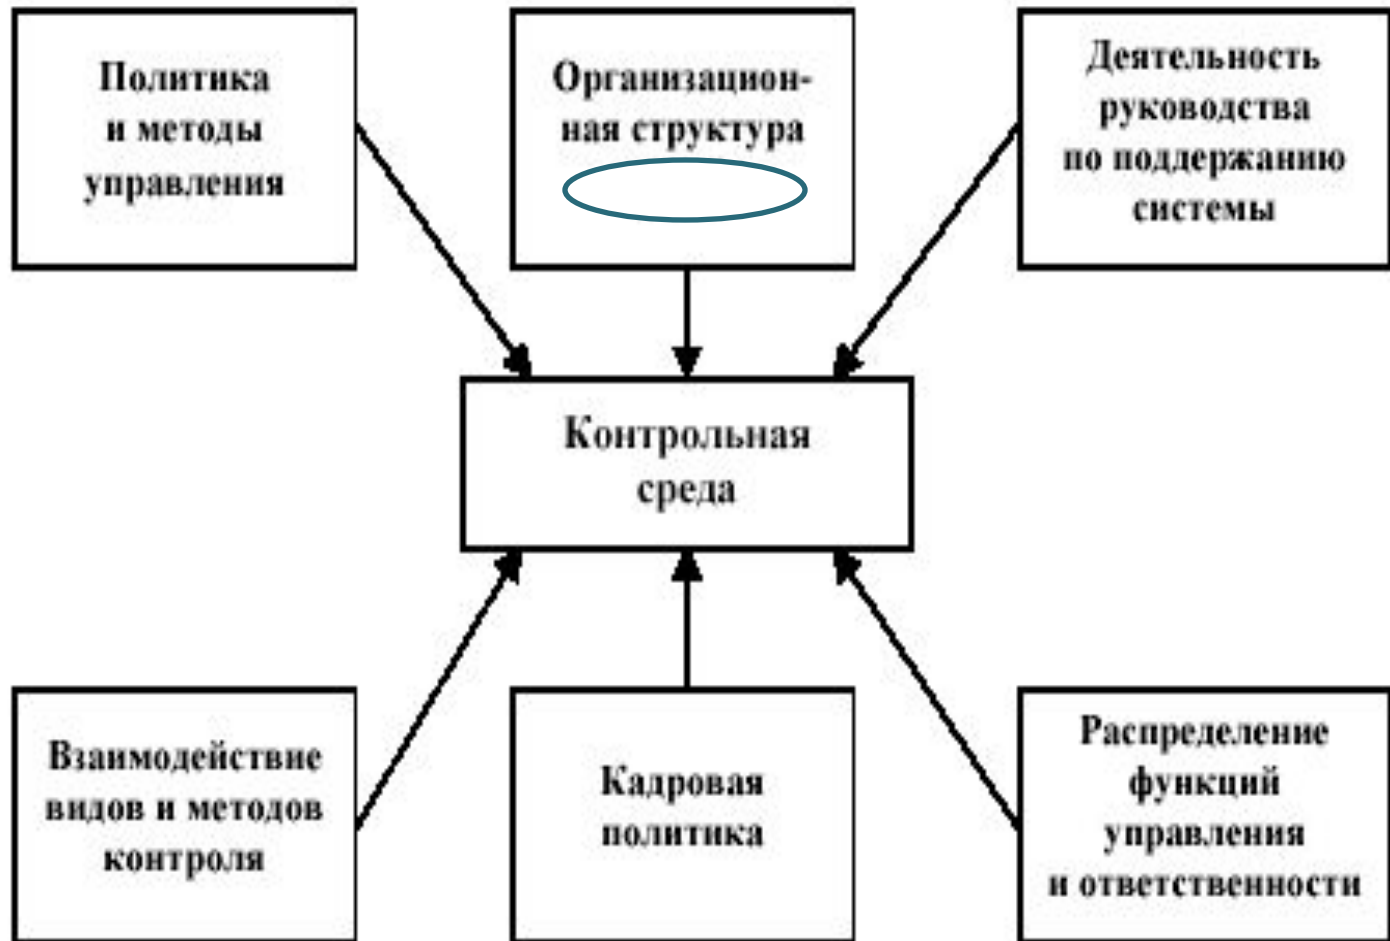 Политика
и методы
управления
Организацион-
ная структура
Деятельность
руководства
по поддержанию
системы
Контрольная
среда
Взаимодействие
видов и методов
контроля
Кадровая
политика
Распределение
функций
управления
и ответственности